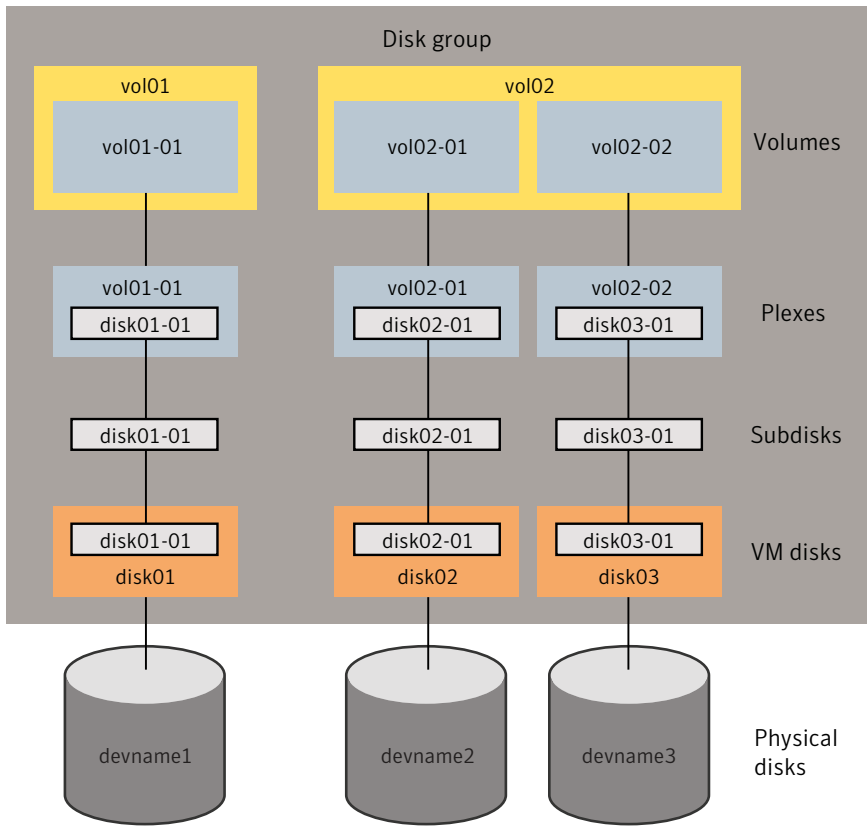 Disk group
vol01
vol02
vol01-01
vol02-01
vol02-02
Volumes
vol01-01
vol02-01
vol02-02
disk01-01
disk02-01
disk03-01
Plexes
disk01-01
disk02-01
disk03-01
Subdisks
disk01-01
disk02-01
disk03-01
VM disks
disk01
disk02
disk03
devname1
devname2
devname3
Physical
disks